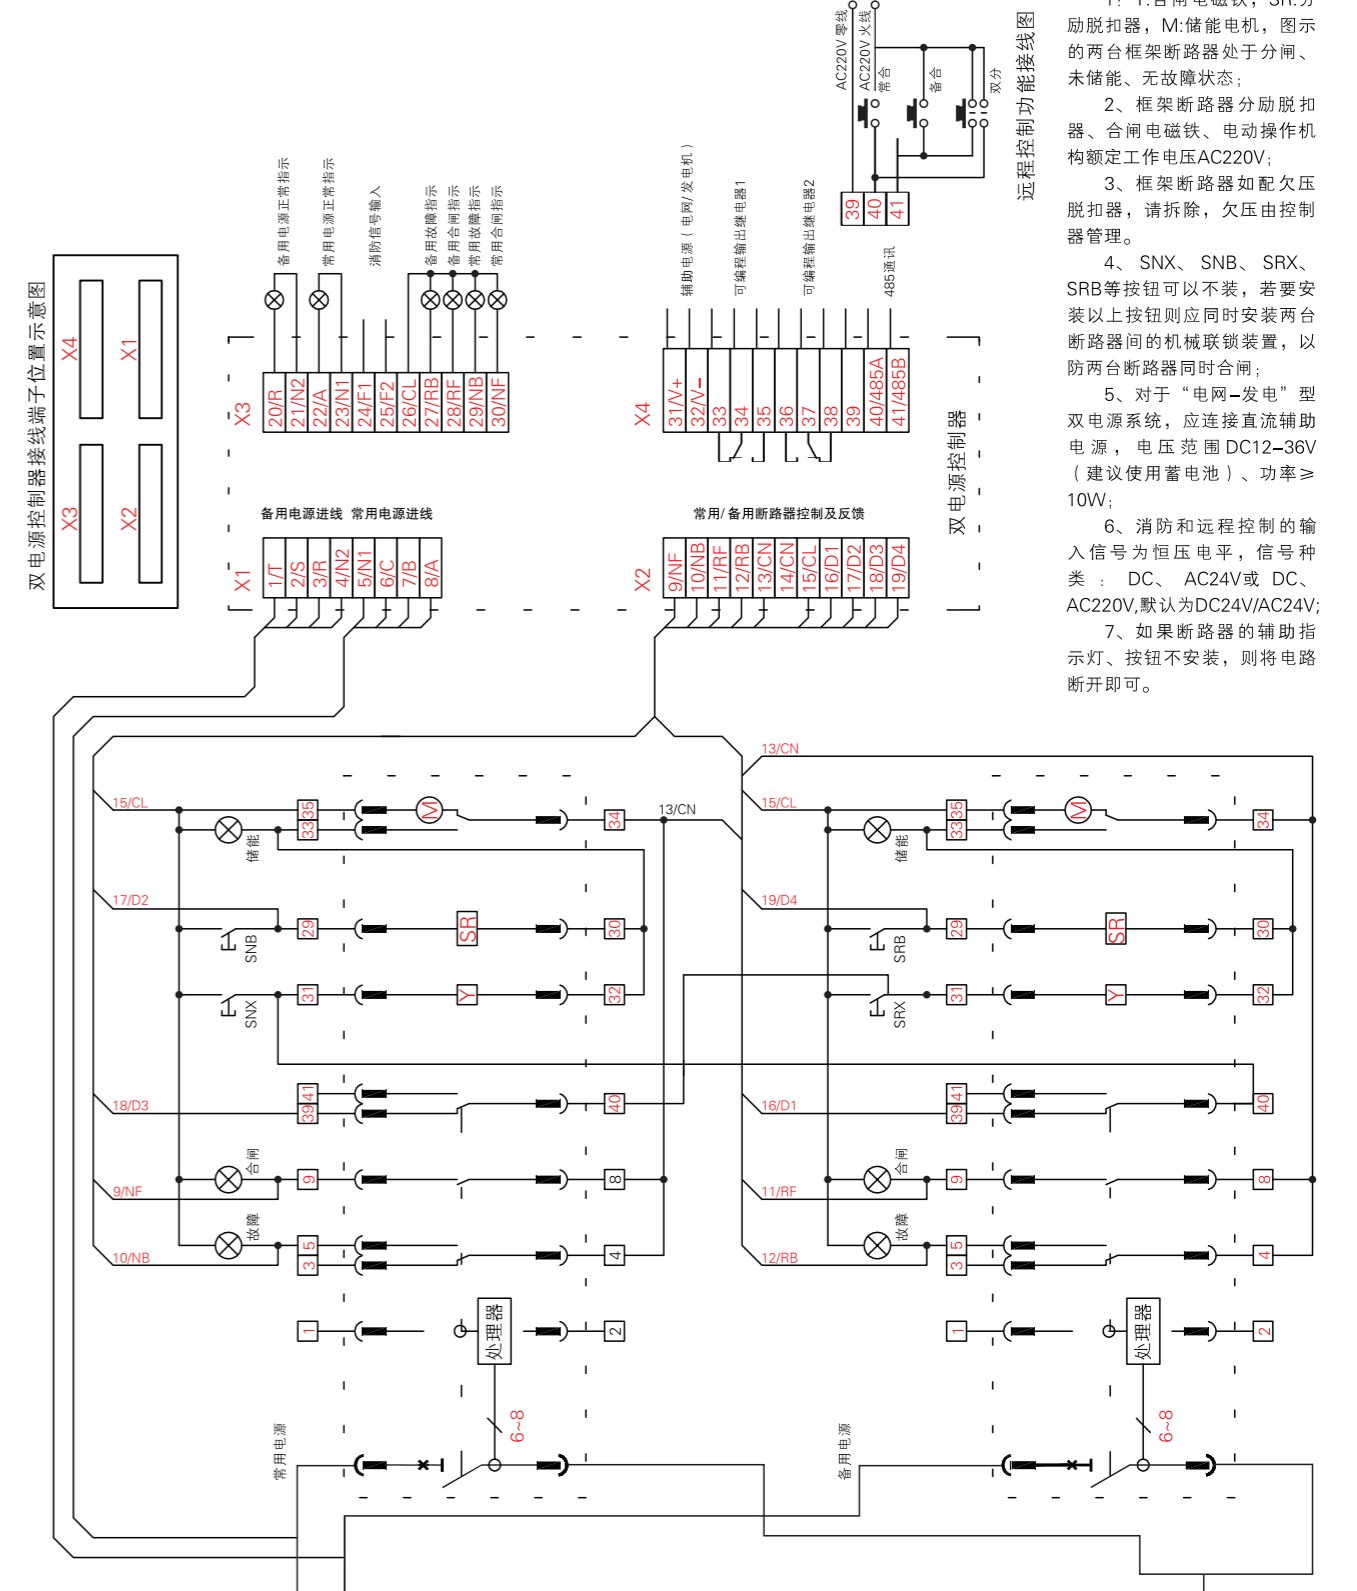 双电源控制器接线端子位置示意图
X4
X1
X3
X2
备用电源正常指示
常用电源正常指示
消防信号输入
备用故障指示
备用合闸指示
常用故障指示
常用合闸指示
X3
20/R
21/N2
22/A
23/N1
24/F1
25/F2
26/CL
27/RB
28/RF
29/NB
30/NF
辅助电源（电网/发电机）
可编程输出继电器1
可编程输出继电器2
485通讯
X4
31/V+
32/V−
33
34
35
36
37
38
39
40/485A
41/485B
AC220V 零线
AC220V 火线
常合
备合
双分
39
40
41
远程控制功能接线图
励脱扣器，M:储能电机，图示
的两台框架断路器处于分闸、
未储能、无故障状态；
2、框架断路器分励脱扣
器、合闸电磁铁、电动操作机
构额定工作电压AC220V；
3、框架断路器如配欠压
脱扣器，请拆除，欠压由控制
器管理。
4、 SNX、 SNB、 SRX、
SRB等按钮可以不装，若要安
装以上按钮则应同时安装两台
断路器间的机械联锁装置，以
防两台断路器同时合闸；
5、对于“电网−发电”型
双电源系统，应连接直流辅助
电源，电压范围DC12−36V
（建议使用蓄电池）、功率≥
10W；
6、消防和远程控制的输
入信号为恒压电平，信号种
类： DC、 AC24V或 DC、
AC220V,默认为DC24V/AC24V;
7、如果断路器的辅助指
示灯、按钮不安装，则将电路
断开即可。
双电源控制器
备用电源进线 常用电源进线
X1
1/T
2/S
3/R
4/N2
5/N1
6/C
7/B
8/A
常用/备用断路器控制及反馈
X2
9/NF
10/NB
11/RF
12/RB
13/CN
14/CN
15/CL
16/D1
17/D2
18/D3
19/D4
15/CL
储能
35
33
M
34
13/CN
17/D2
SNB
29
SR
30
SNX
31
Y
32
18/D3
41
39
40
合闸
9/NF
9
8
故障
10/NB
5
3
4
1
处理器
2
6~8
常用电源
13/CN
15/CL
储能
35
33
M
34
19/D4
SRB
29
SR
30
SRX
31
Y
32
16/D1
41
39
40
合闸
11/RF
9
8
故障
12/RB
5
3
4
1
处理器
2
6~8
备用电源